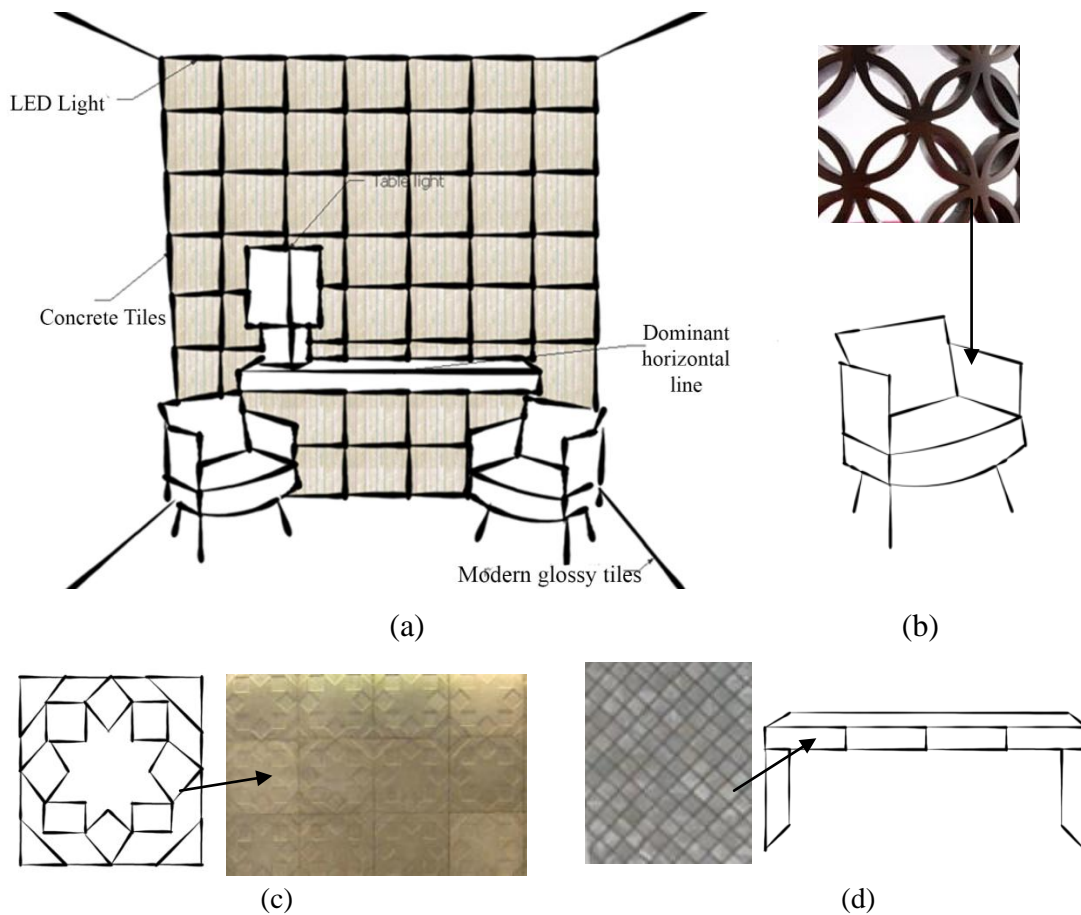 LED Light
Table light
Concrete Tiles
Dominant
horizontal
line
Modern glossy tiles
(a)
(b)
(c)
(d)